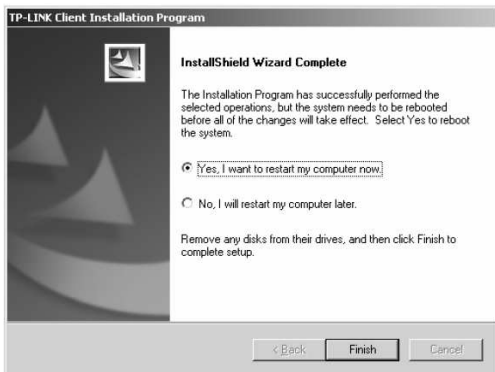 TP-LINK Client Installation Program
InstallShield Wizard Complete
The Installation Program has successfully performed the
selected operations, but the system needs to be rebooted
before all of the changes will take effect. Select Yes to reboot
the system.
Yes, I want to restart my computer now.
No, I will restart my computer later.
Remove any disks from their drives, and then click Finish to
complete setup.
< Back Finish Cancel